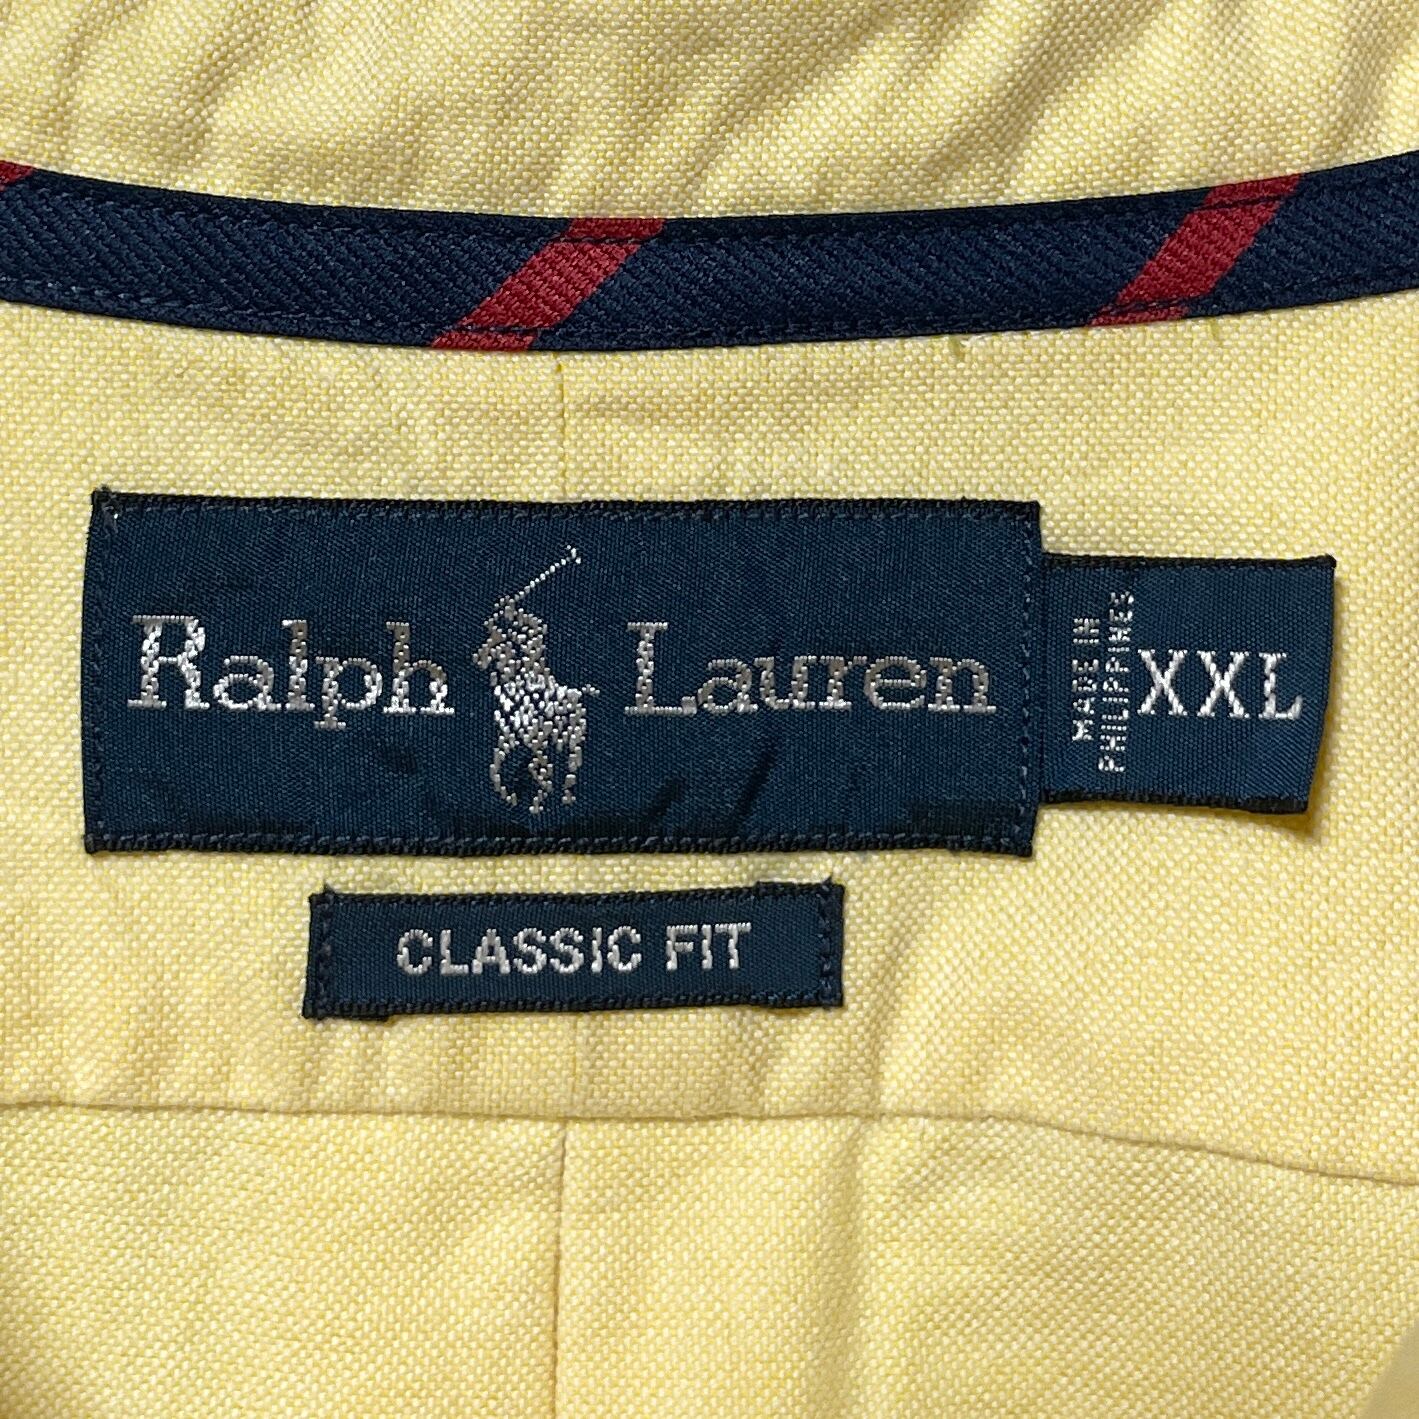 Ralph Lauren
MADE IN
PHILIPPINES
XXL
CLASSIC FIT